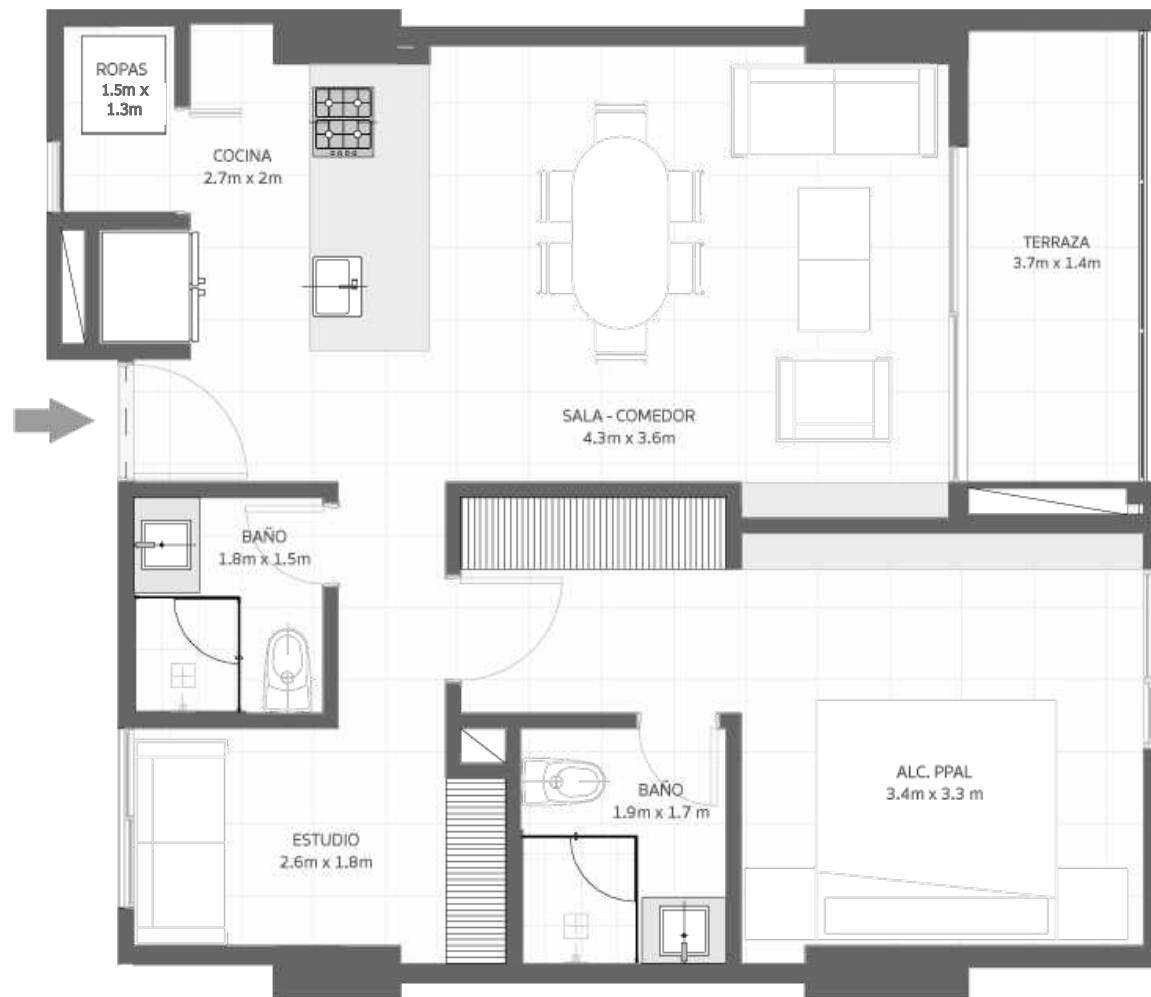 ROPAS
1.5m x
1.3m
COCINA
2.7m x 2m
TERRAZA
3.7m x 1.4m
SALA - COMEDOR
4.3m x 3.6m
BAÑO
1.8m x 1.5m
ALC. PPAL
3.4m x 3.3 m
BAÑO
1.9m x 1.7 m
ESTUDIO
2.6m x 1.8m